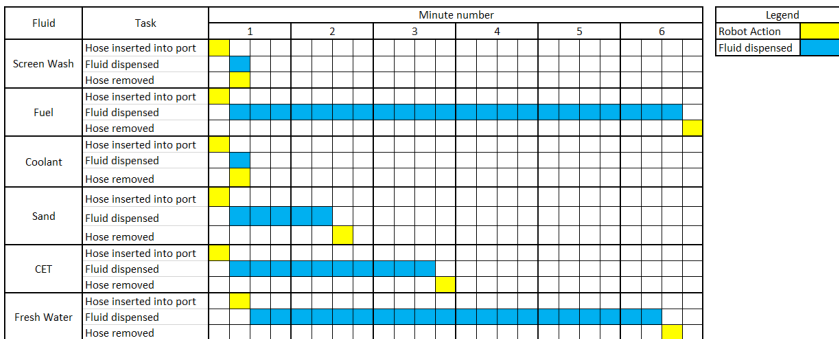 Fluid Task Minute number
1 2 3 4 5 6
Screen Wash
Hose inserted into port
Fluid dispensed
Hose removed
Fuel
Hose inserted into port
Fluid dispensed
Hose removed
Coolant
Hose inserted into port
Fluid dispensed
Hose removed
Sand
Hose inserted into port
Fluid dispensed
Hose removed
CET
Hose inserted into port
Fluid dispensed
Hose removed
Fresh Water
Hose inserted into port
Fluid dispensed
Hose removed
Legend
Robot Action
Fluid dispensed